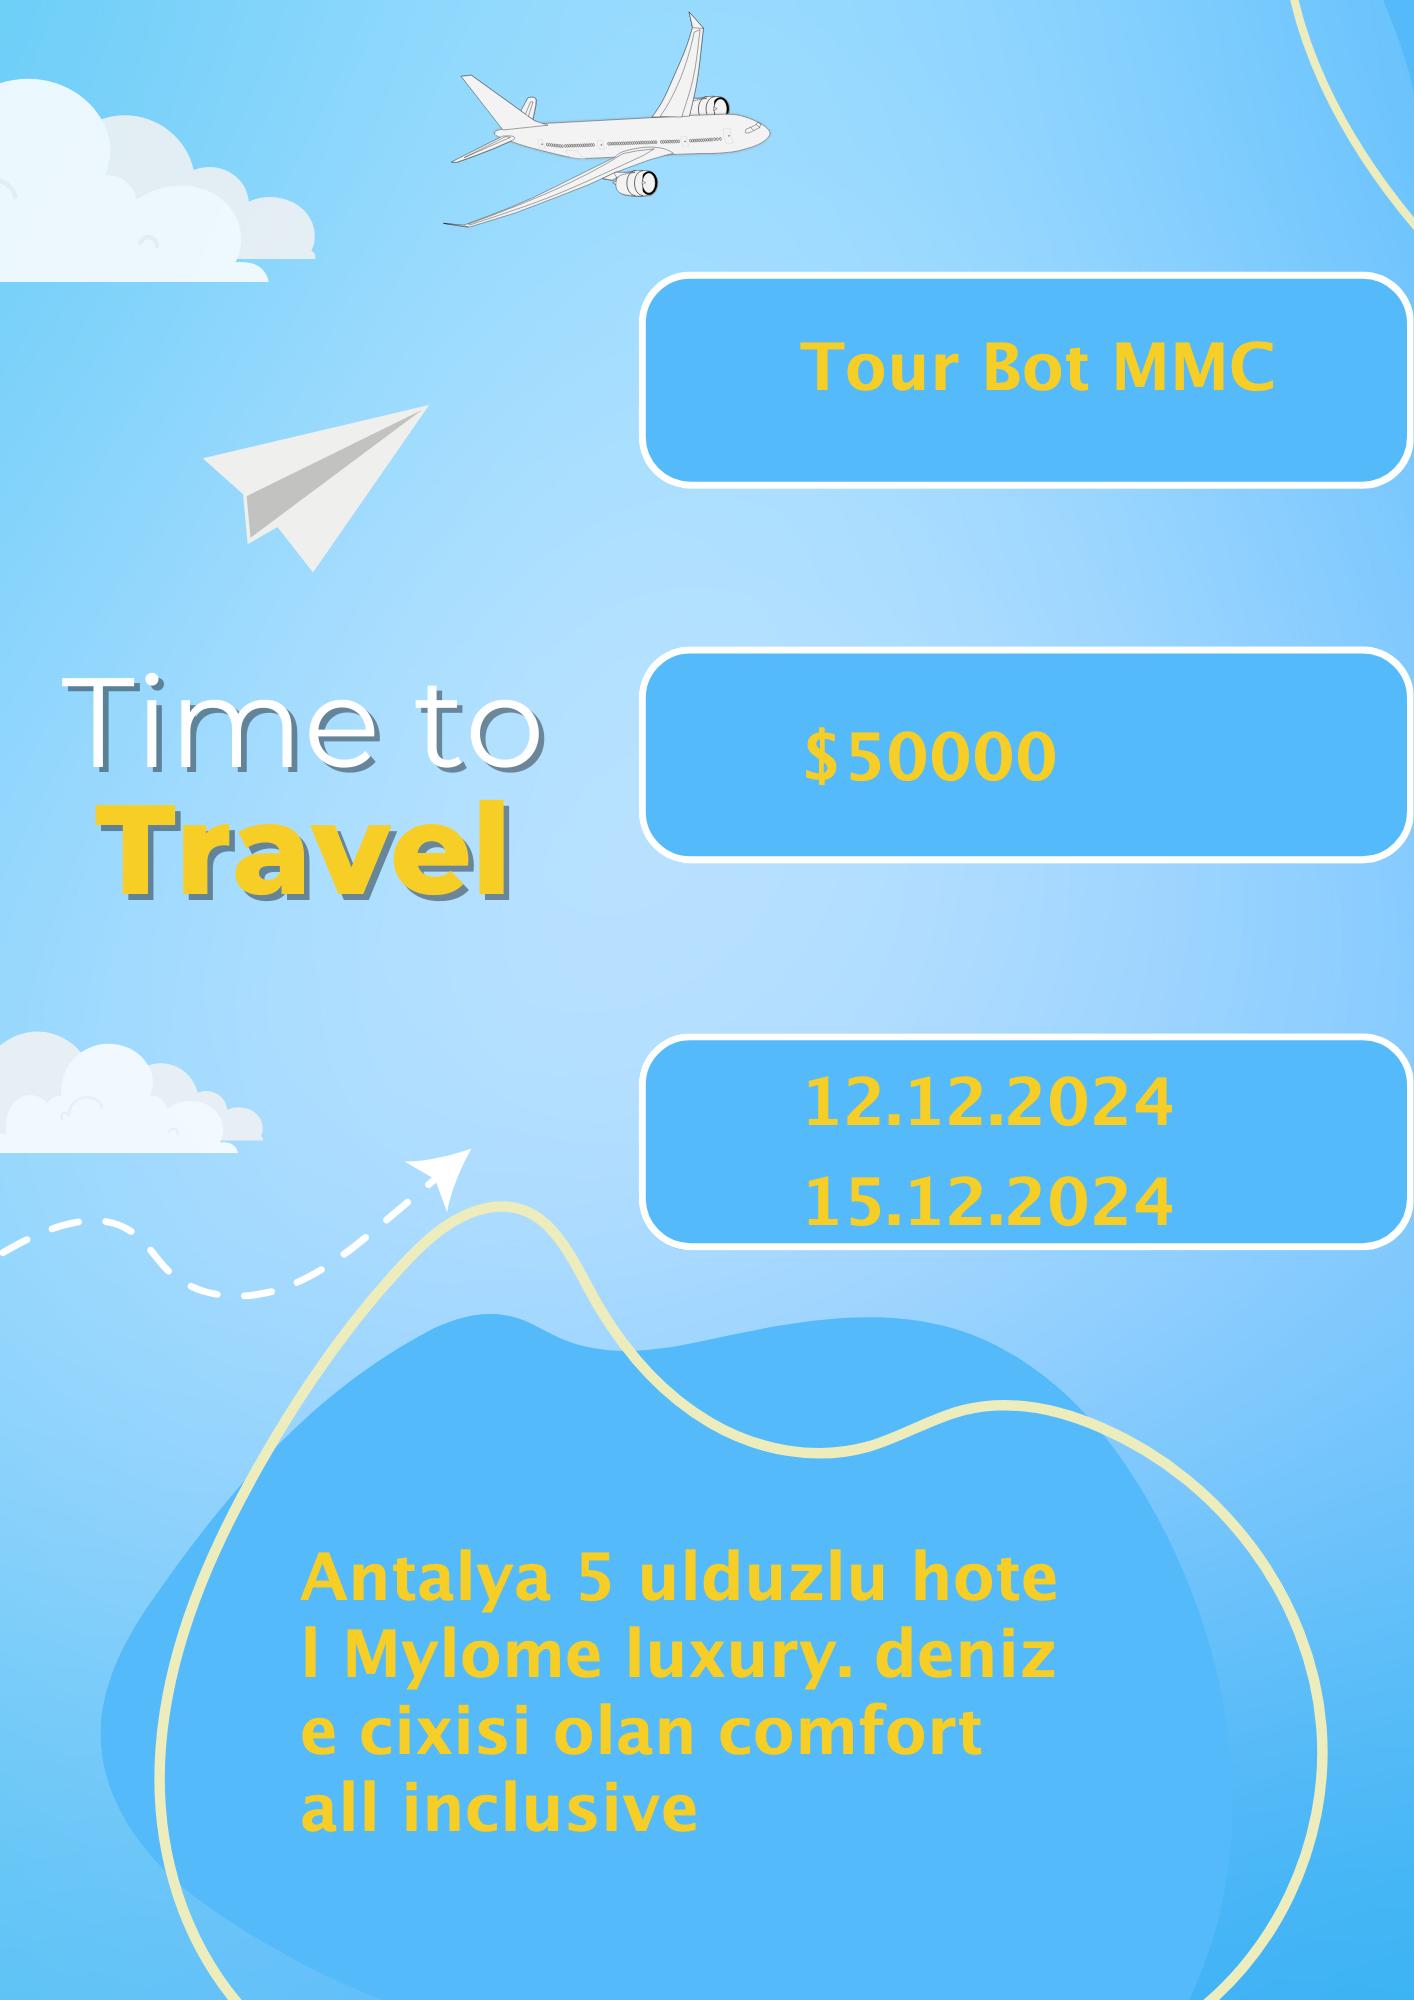 Tour Bot MMC
Time to
Travel
$50000
12.12.2024
15.12.2024
Antalya 5 ulduzlu hote
l Mylome luxury. deniz
e cixisi olan comfort
all inclusive